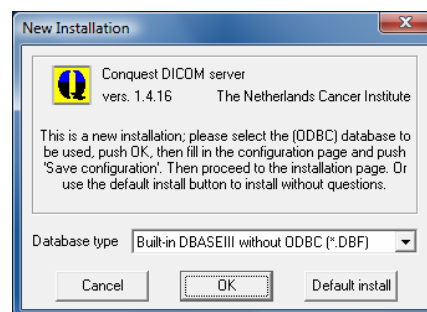 New Installation
Conquest DICOM server
vers. 1.4.16 The Netherlands Cancer Institute
This is a new installation; please select the (ODBC) database to
be used, push OK, then fill in the configuration page and push
'Save configuration'. Then proceed to the installation page. Or
use the default install button to install without questions.
Database type Built-in DBASEIII without ODBC (*.DBF)
Cancel OK Default install